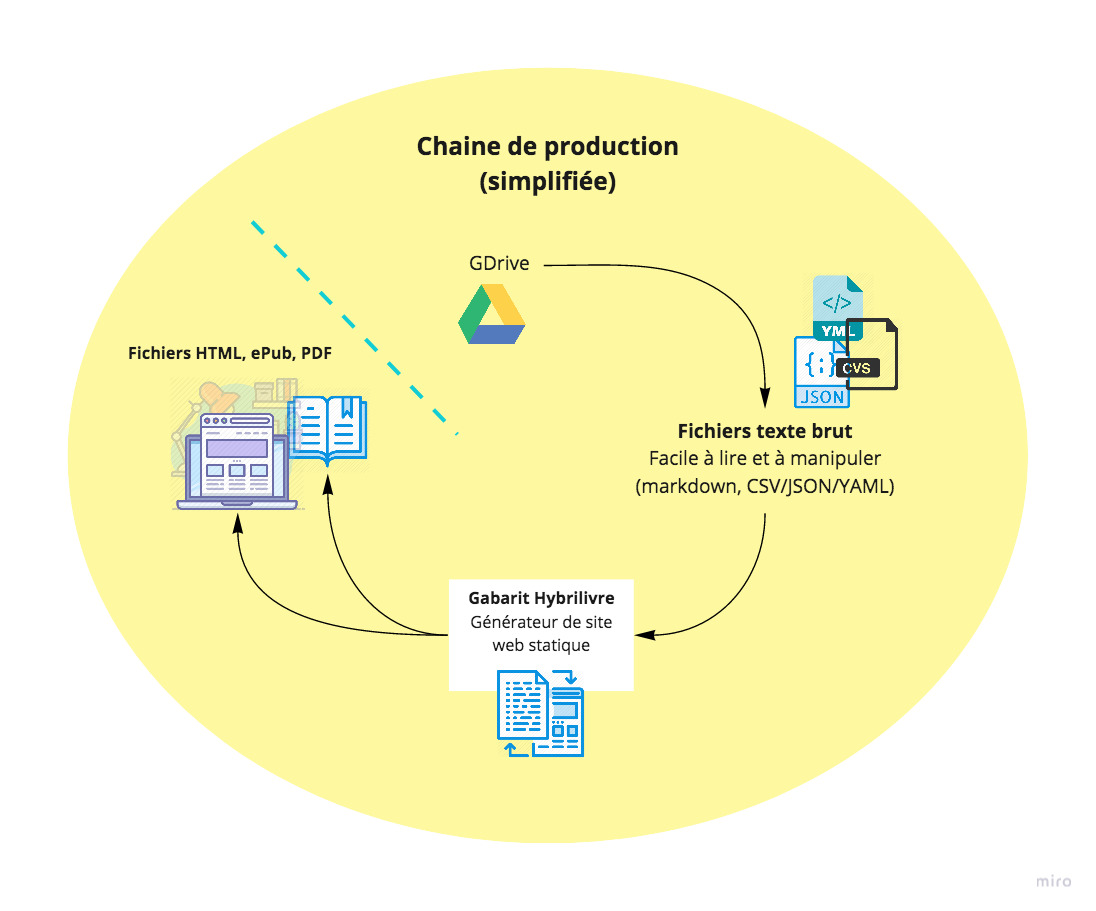 Chaine de production
(simplifiée)
GDrive
</>
YML
{;}
CVS
JSON
Fichiers HTML, ePub, PDF
Fichiers texte brut
Facile à lire et à manipuler
(markdown, CSV/JSON/YAML)
Gabarit Hybrilivre
Générateur de site
web statique
miro